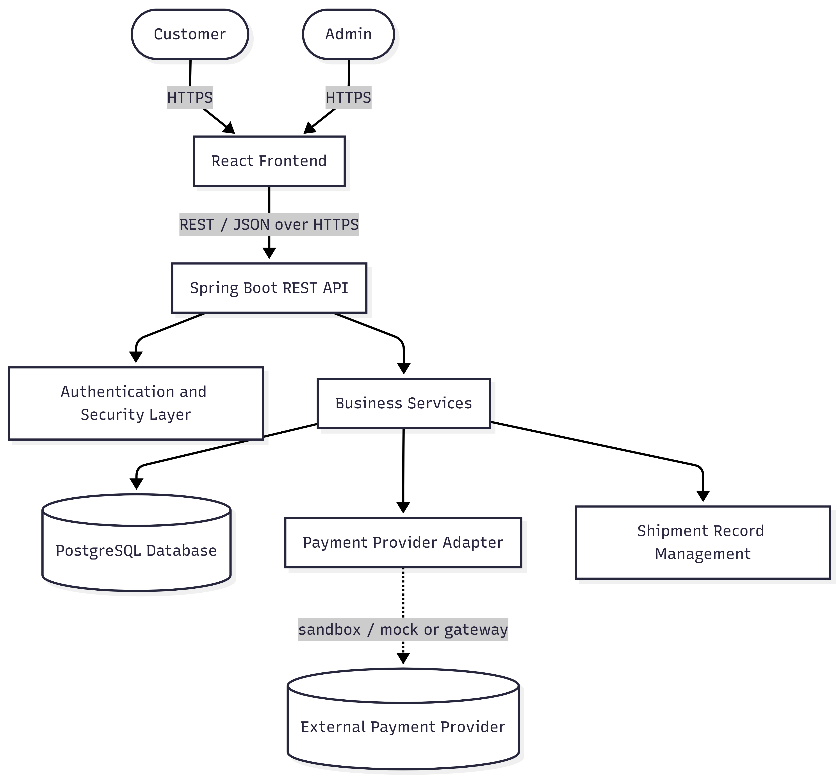 Customer
Admin
HTTPS
HTTPS
React Frontend
REST / JSON over HTTPS
Spring Boot REST API
Authentication and
Security Layer
Business Services
PostgreSQL Database
Payment Provider Adapter
Shipment Record
Management
sandbox / mock or gateway
External Payment Provider